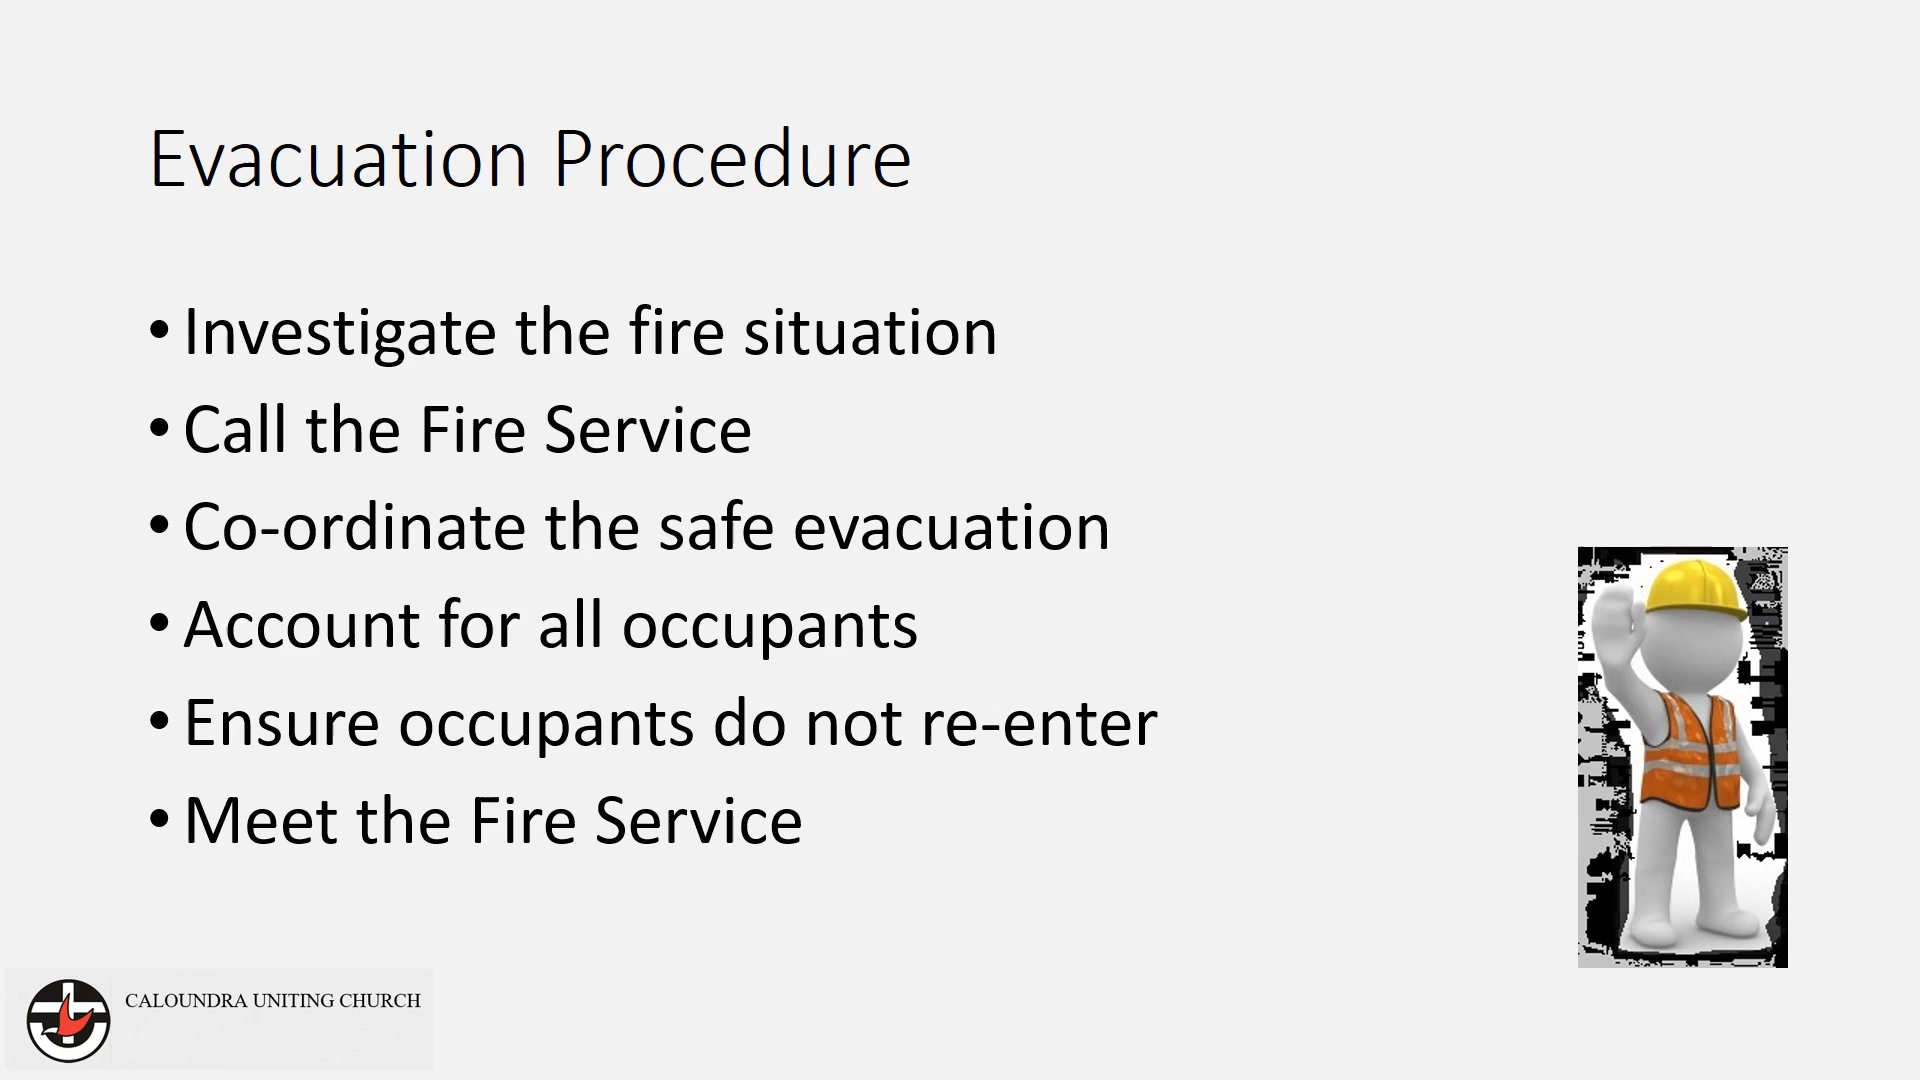 Evacuation Procedure
• Investigate the fire situation
• Call the Fire Service
• Co-ordinate the safe evacuation
• Account for all occupants
• Ensure occupants do not re-enter
• Meet the Fire Service
CALOUNDRA UNITING CHURCH